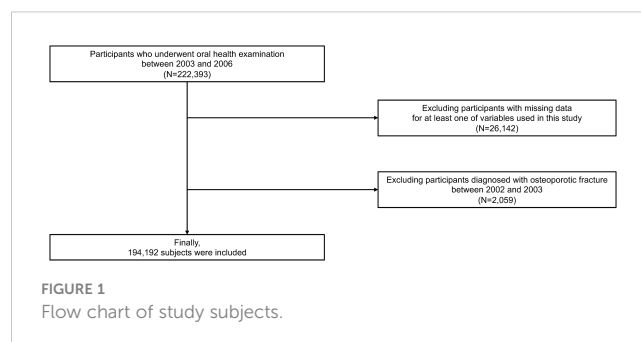 Participants who underwent oral health examination
between 2003 and 2006
(N=222,393)
Excluding participants with missing data
for at least one of variables used in this study
(N=26,142)
Excluding participants diagnosed with osteoporotic fracture
between 2002 and 2003
(N=2,059)
Finally,
194,192 subjects were included
FIGURE 1
Flow chart of study subjects.